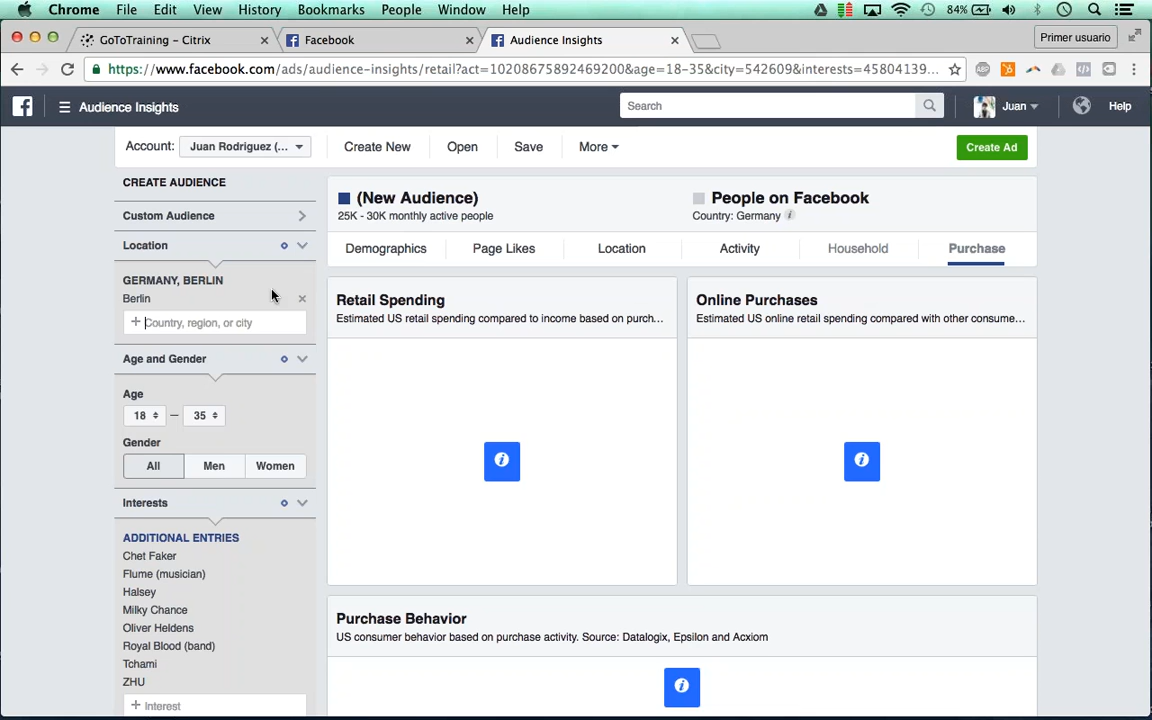 Chrome File Edit View History Bookmarks People Window Help 84%
GoToTraining – Citrix Facebook Audience Insights Primer usuario
https://www.facebook.com/ads/audience-insights/retail?act=10208675892469200&age=18-35&city=542609&interests=45804139...
Audience Insights Search Juan Help
Account: Juan Rodriguez (... Create New Open Save More Create Ad
CREATE AUDIENCE
Custom Audience
Location
GERMANY, BERLIN
Berlin
+ Country, region, or city
Age and Gender
Age
18 — 35
Gender
All Men Women
Interests
ADDITIONAL ENTRIES
Chet Faker
Flume (musician)
Halsey
Milky Chance
Oliver Heldens
Royal Blood (band)
Tchami
ZHU
+ Interest
(New Audience)
25K - 30K monthly active people
People on Facebook
Country: Germany
Demographics Page Likes Location Activity Household Purchase
Retail Spending
Estimated US retail spending compared to income based on purch...
Online Purchases
Estimated US online retail spending compared with other consume...
Purchase Behavior
US consumer behavior based on purchase activity. Source: Datalogix, Epsilon and Acxiom